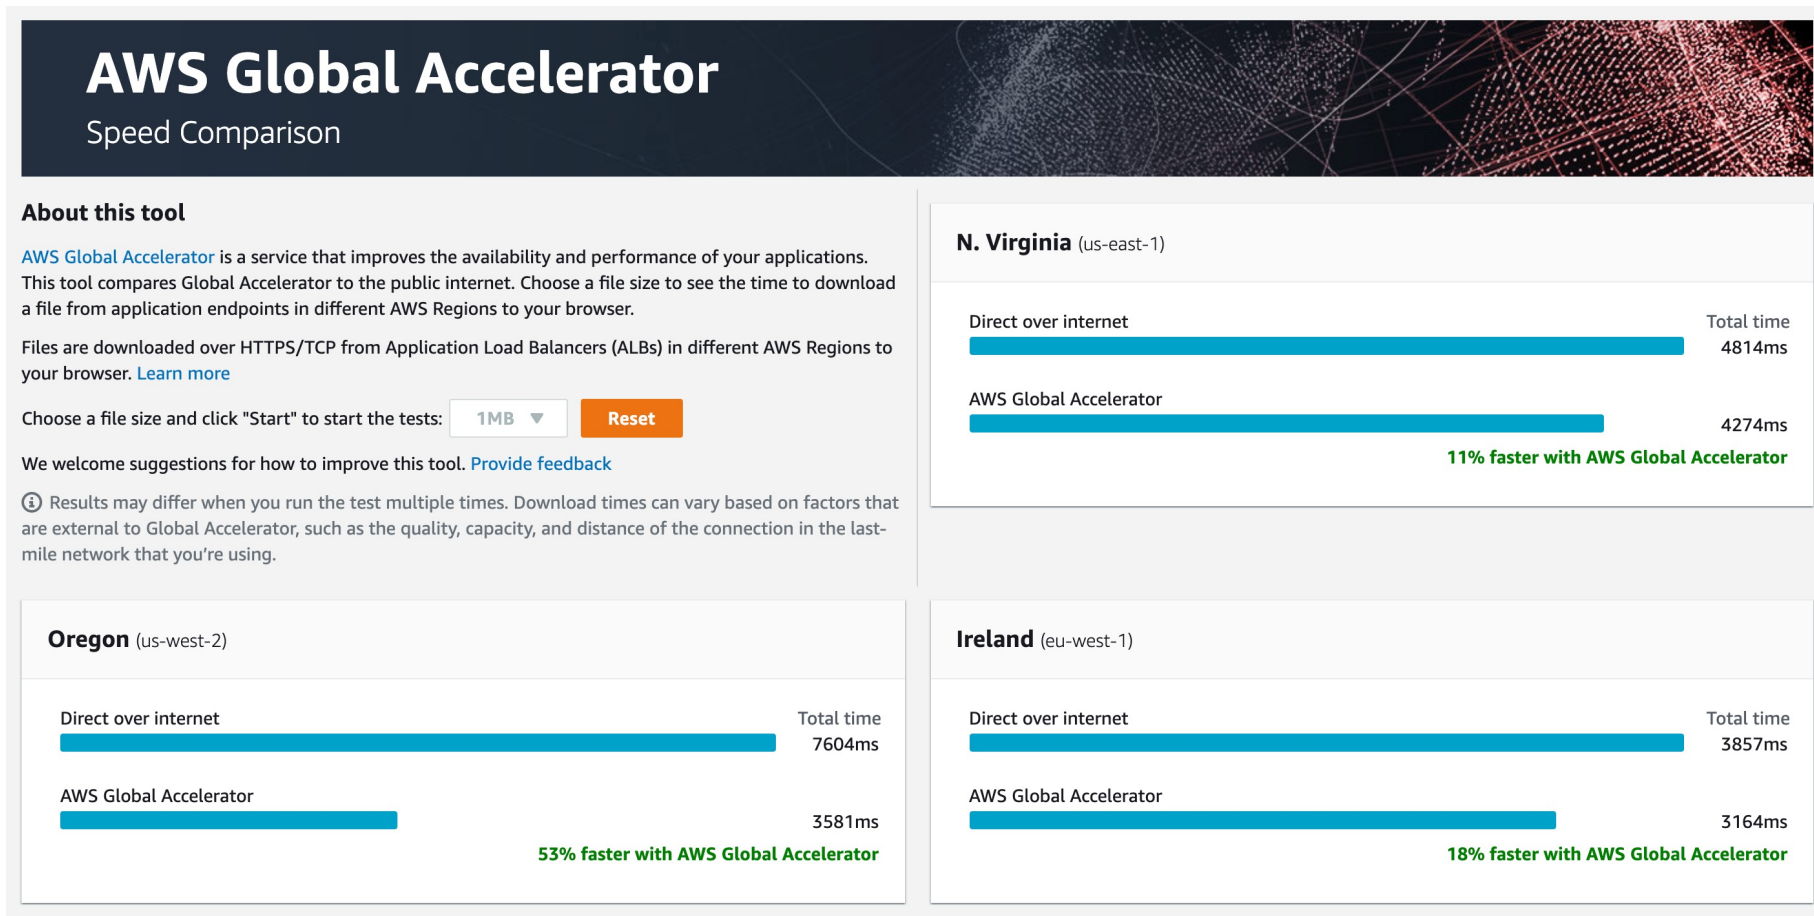 AWS Global Accelerator
Speed Comparison
About this tool
AWS Global Accelerator is a service that improves the availability and performance of your applications.
This tool compares Global Accelerator to the public internet. Choose a file size to see the time to download
a file from application endpoints in different AWS Regions to your browser.
Files are downloaded over HTTPS/TCP from Application Load Balancers (ALBs) in different AWS Regions to
your browser. Learn more
Choose a file size and click "Start" to start the tests: 1MB Reset
We welcome suggestions for how to improve this tool. Provide feedback
Results may differ when you run the test multiple times. Download times can vary based on factors that
are external to Global Accelerator, such as the quality, capacity, and distance of the connection in the last-
mile network that you’re using.
N. Virginia (us-east-1)
Direct over internet Total time
4814ms
AWS Global Accelerator
4274ms
11% faster with AWS Global Accelerator
Oregon (us-west-2)
Direct over internet Total time
7604ms
AWS Global Accelerator
3581ms
53% faster with AWS Global Accelerator
Ireland (eu-west-1)
Direct over internet Total time
3857ms
AWS Global Accelerator
3164ms
18% faster with AWS Global Accelerator